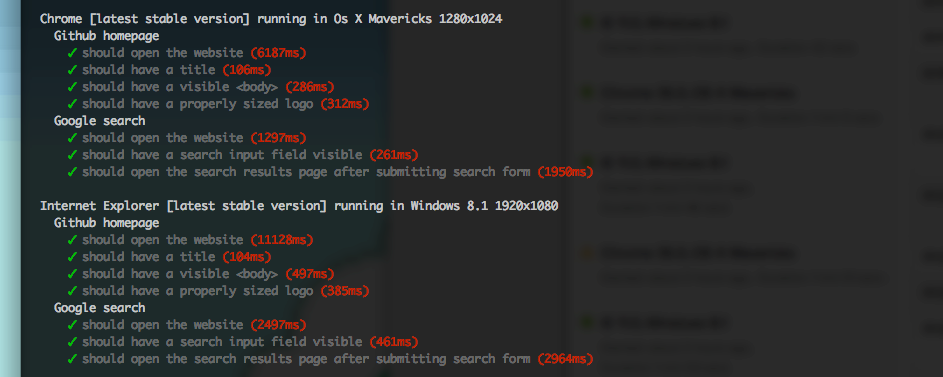 Chrome [latest stable version] running in Os X Mavericks 1280x1024
Github homepage
✓ should open the website (6187ms)
✓ should have a title (106ms)
✓ should have a visible <body> (286ms)
✓ should have a properly sized logo (312ms)
Google search
✓ should open the website (1297ms)
✓ should have a search input field visible (261ms)
✓ should open the search results page after submitting search form (1950ms)
Internet Explorer [latest stable version] running in Windows 8.1 1920x1080
Github homepage
✓ should open the website (11128ms)
✓ should have a title (104ms)
✓ should have a visible <body> (497ms)
✓ should have a properly sized logo (385ms)
Google search
✓ should open the website (2497ms)
✓ should have a search input field visible (461ms)
✓ should open the search results page after submitting search form (2964ms)